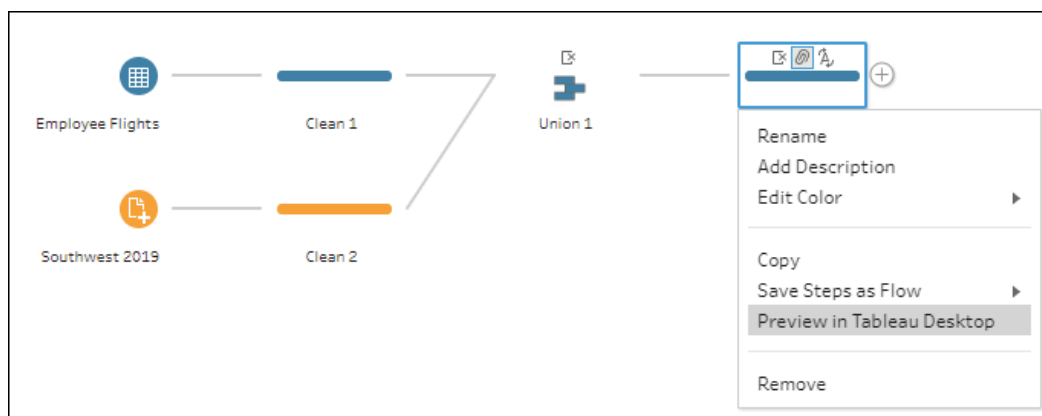 Employee Flights
Clean 1
Union 1
Southwest 2019
Clean 2
Rename
Add Description
Edit Color
Copy
Save Steps as Flow
Preview in Tableau Desktop
Remove